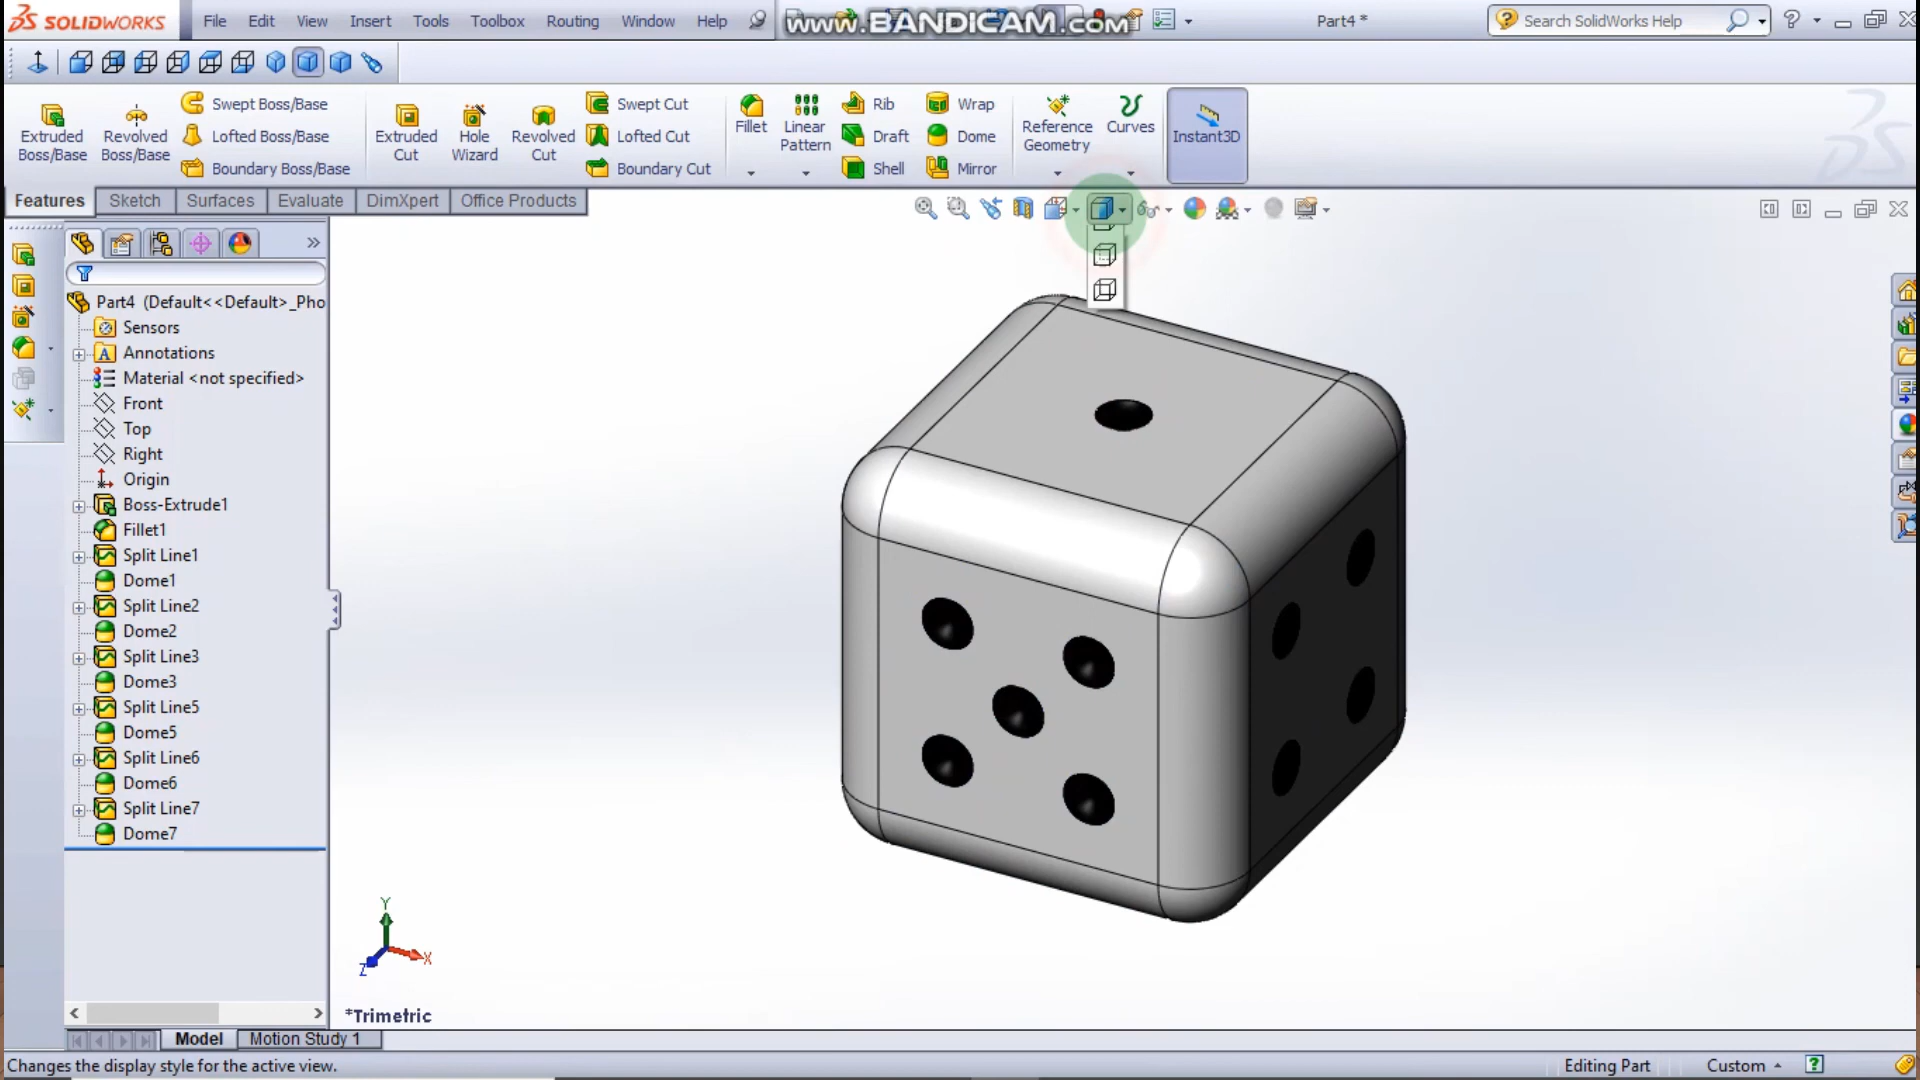 SOLIDWORKS File Edit View Insert Tools Toolbox Routing Window Help www.BANDICAM.com Part4 * Search SolidWorks Help
Extruded Boss/Base
Revolved Boss/Base
Swept Boss/Base
Lofted Boss/Base
Boundary Boss/Base
Extruded Cut
Hole Wizard
Revolved Cut
Swept Cut
Lofted Cut
Boundary Cut
Fillet
Linear Pattern
Rib
Draft
Shell
Wrap
Dome
Mirror
Reference Geometry
Curves
Instant3D
Features Sketch Surfaces Evaluate DimXpert Office Products
Part4 (Default<<Default>_Pho
Sensors
Annotations
Material <not specified>
Front
Top
Right
Origin
Boss-Extrude1
Fillet1
Split Line1
Dome1
Split Line2
Dome2
Split Line3
Dome3
Split Line5
Dome5
Split Line6
Dome6
Split Line7
Dome7
Y
X
Z
*Trimetric
Model Motion Study 1
Changes the display style for the active view. Editing Part Custom